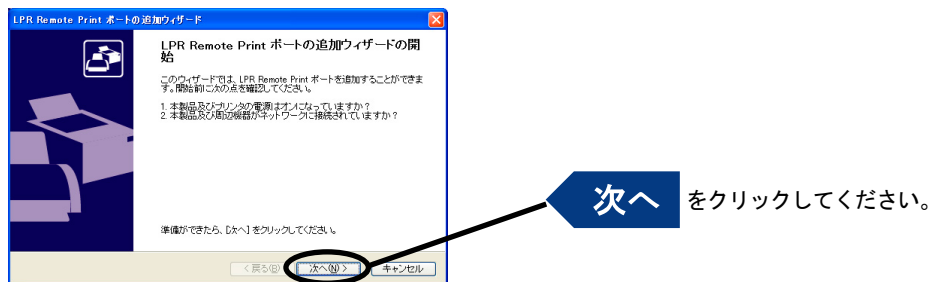 LPR Remote Print ポートの追加ウィザード
LPR Remote Print ポートの追加ウィザードの開
始
このウィザードでは、LPR Remote Print ポートを追加することができま
す。開始前に次の点を確認してください。
1. 本製品及びプリンタの電源はオンになっていますか？
2. 本製品及び周辺機器がネットワークに接続されていますか？
準備ができたら、[次へ] をクリックしてください。
< 戻る(B)
次へ(N) >
キャンセル
次へ をクリックしてください。